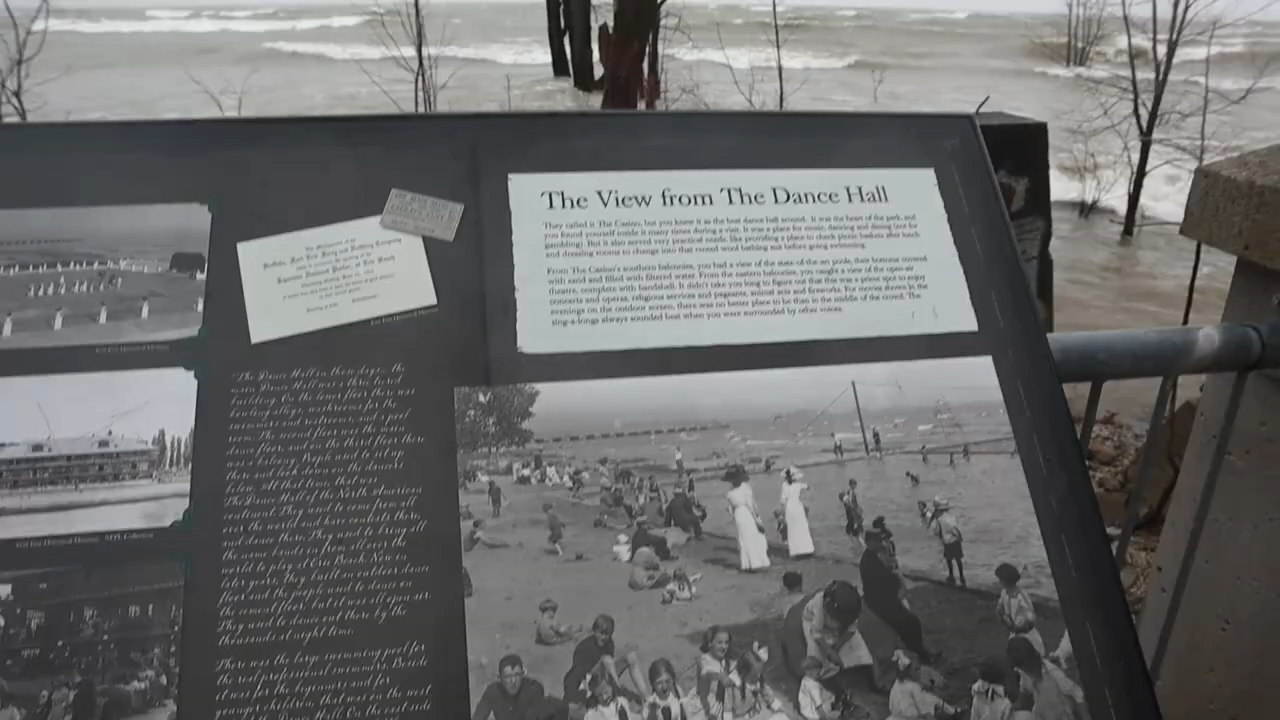 The View from The Dance Hall
They called it The Casino, but you knew it as the best dance hall around. It was the heart of the park, and
you found yourself inside it many times during a visit. It was a place for music, dancing and dining (not for
gambling). But it also served very practical needs, like providing a place to check picnic baskets after lunch
and dressing rooms to change into that rented wool bathing suit before going swimming.
From The Casino's southern balconies, you had a view of the state-of-the-art pools, their bottoms covered
with sand and filled with filtered water. From the eastern balconies, you caught a view of the open-air
theatre, complete with bandshell. It didn't take you long to figure out that this was a prime spot to enjoy
concerts and operas, religious services and pageants, animal acts and fireworks. For movies shown in the
evenings on the outdoor screen, there was no better place to be than in the middle of the crowd. The
sing-a-longs always sounded best when you were surrounded by other voices.
"The Dance Hall in those days... the
main Dance Hall was a three tiered
building. On the lower floor there was
bowling alleys, washrooms for the
swimmers and restrooms, and pool
room. The second floor was the main
dance floor, and on the third floor there
was a balcony. People used to sit up
there and look down on the dancers
below. At that time, that was
The Dance Hall of the North American
continent. They used to come from all
over the world and have contests there
and dance there. They used to bring all
the name bands in from all over the
world to play at Erie Beach. Now in
later years, they built an outdoor dance
floor and the people used to dance on
the cement floor, but it was all open air.
They used to dance out there by the
thousands at night time.
There was the large swimming pool for
the real professional swimmers. Beside
it was for the beginners and for
younger children, that was on the west
Dance Hall. On the east side